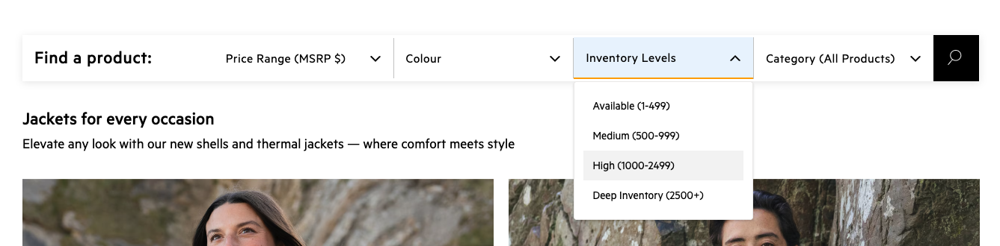 Find a product:
Price Range (MSRP $)
Colour
Inventory Levels
Category (All Products)
Available (1-499)
Medium (500-999)
High (1000-2499)
Deep Inventory (2500+)
Jackets for every occasion
Elevate any look with our new shells and thermal jackets — where comfort meets style